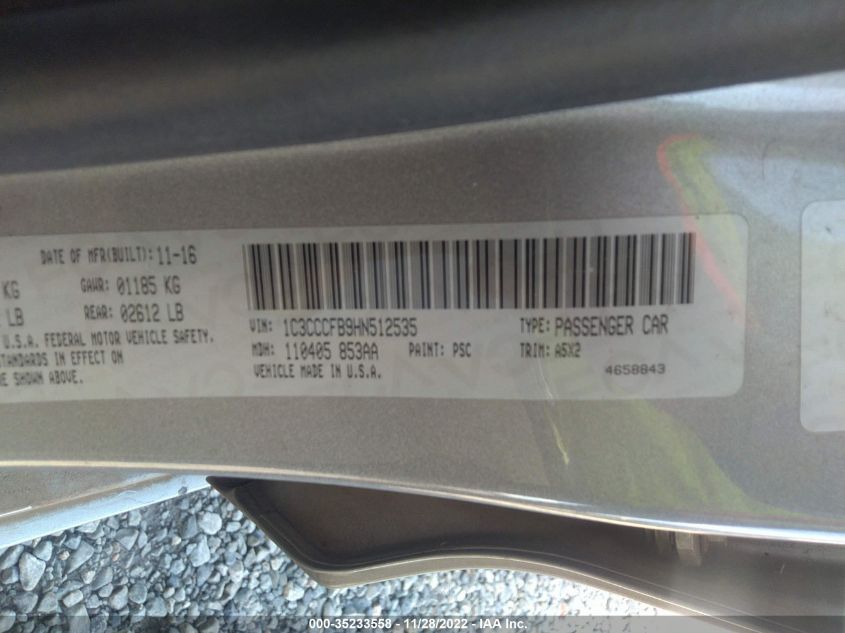 DATE OF MFR(BUILT): 11-16
KG GAWR: 01185 KG
LB REAR: 02612 LB
U.S.A. FEDERAL MOTOR VEHICLE SAFETY.
STANDARDS IN EFFECT ON
SHOWN ABOVE.
VIN: 1C3CCCFB9HN512535 TYPE: PASSENGER CAR
MDH: 110405 853AA PAINT: PSC TRIM: A5X2
VEHICLE MADE IN U.S.A. 4658843
000-35233558 - 11/28/2022 - IAA Inc.